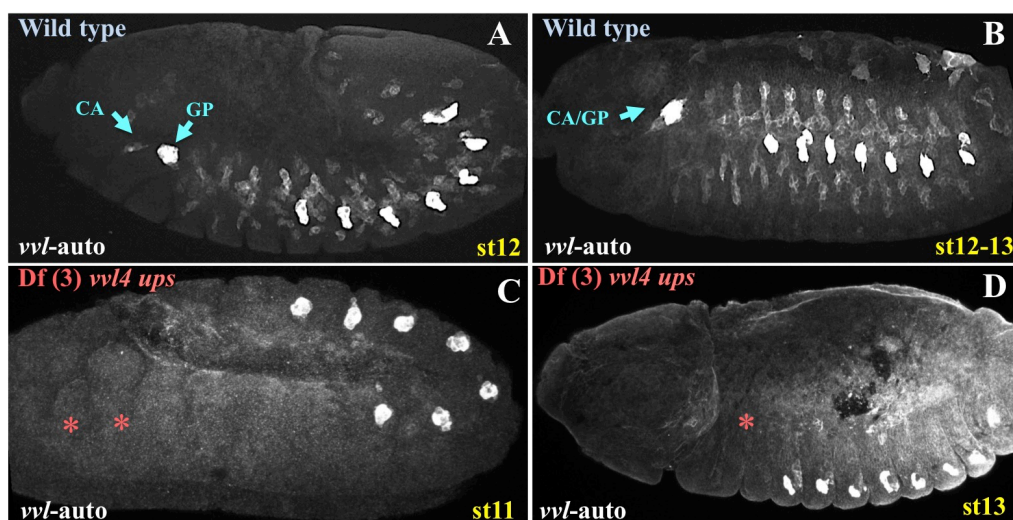 Wild type
A
CA
GP
vvl-auto
st12
Wild type
B
CA/GP
vvl-auto
st12-13
Df (3) vvl4 ups
C
*
*
vvl-auto
st11
Df (3) vvl4 ups
D
*
vvl-auto
st13